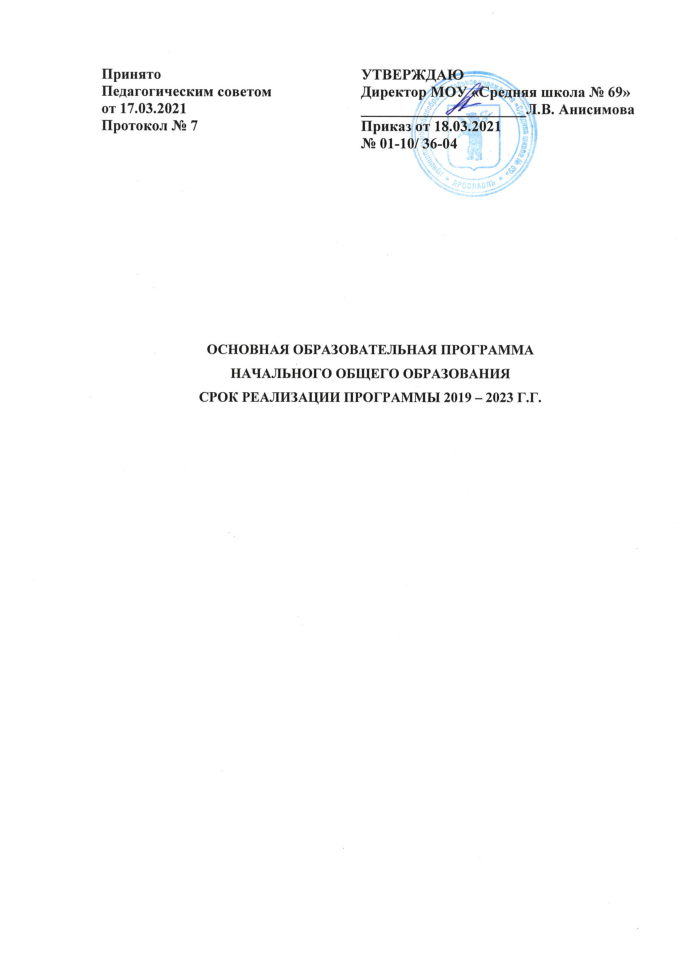 Принято
Педагогическим советом
от 17.03.2021
Протокол № 7
УТВЕРЖДАЮ
Директор МОУ «Средняя школа № 69»
______________________Л.В. Анисимова
Приказ от 18.03.2021
№ 01-10/ 36-04
ЯРОСЛАВЛЬ
ОСНОВНАЯ ОБРАЗОВАТЕЛЬНАЯ ПРОГРАММА
НАЧАЛЬНОГО ОБЩЕГО ОБРАЗОВАНИЯ
СРОК РЕАЛИЗАЦИИ ПРОГРАММЫ 2019 – 2023 Г.Г.